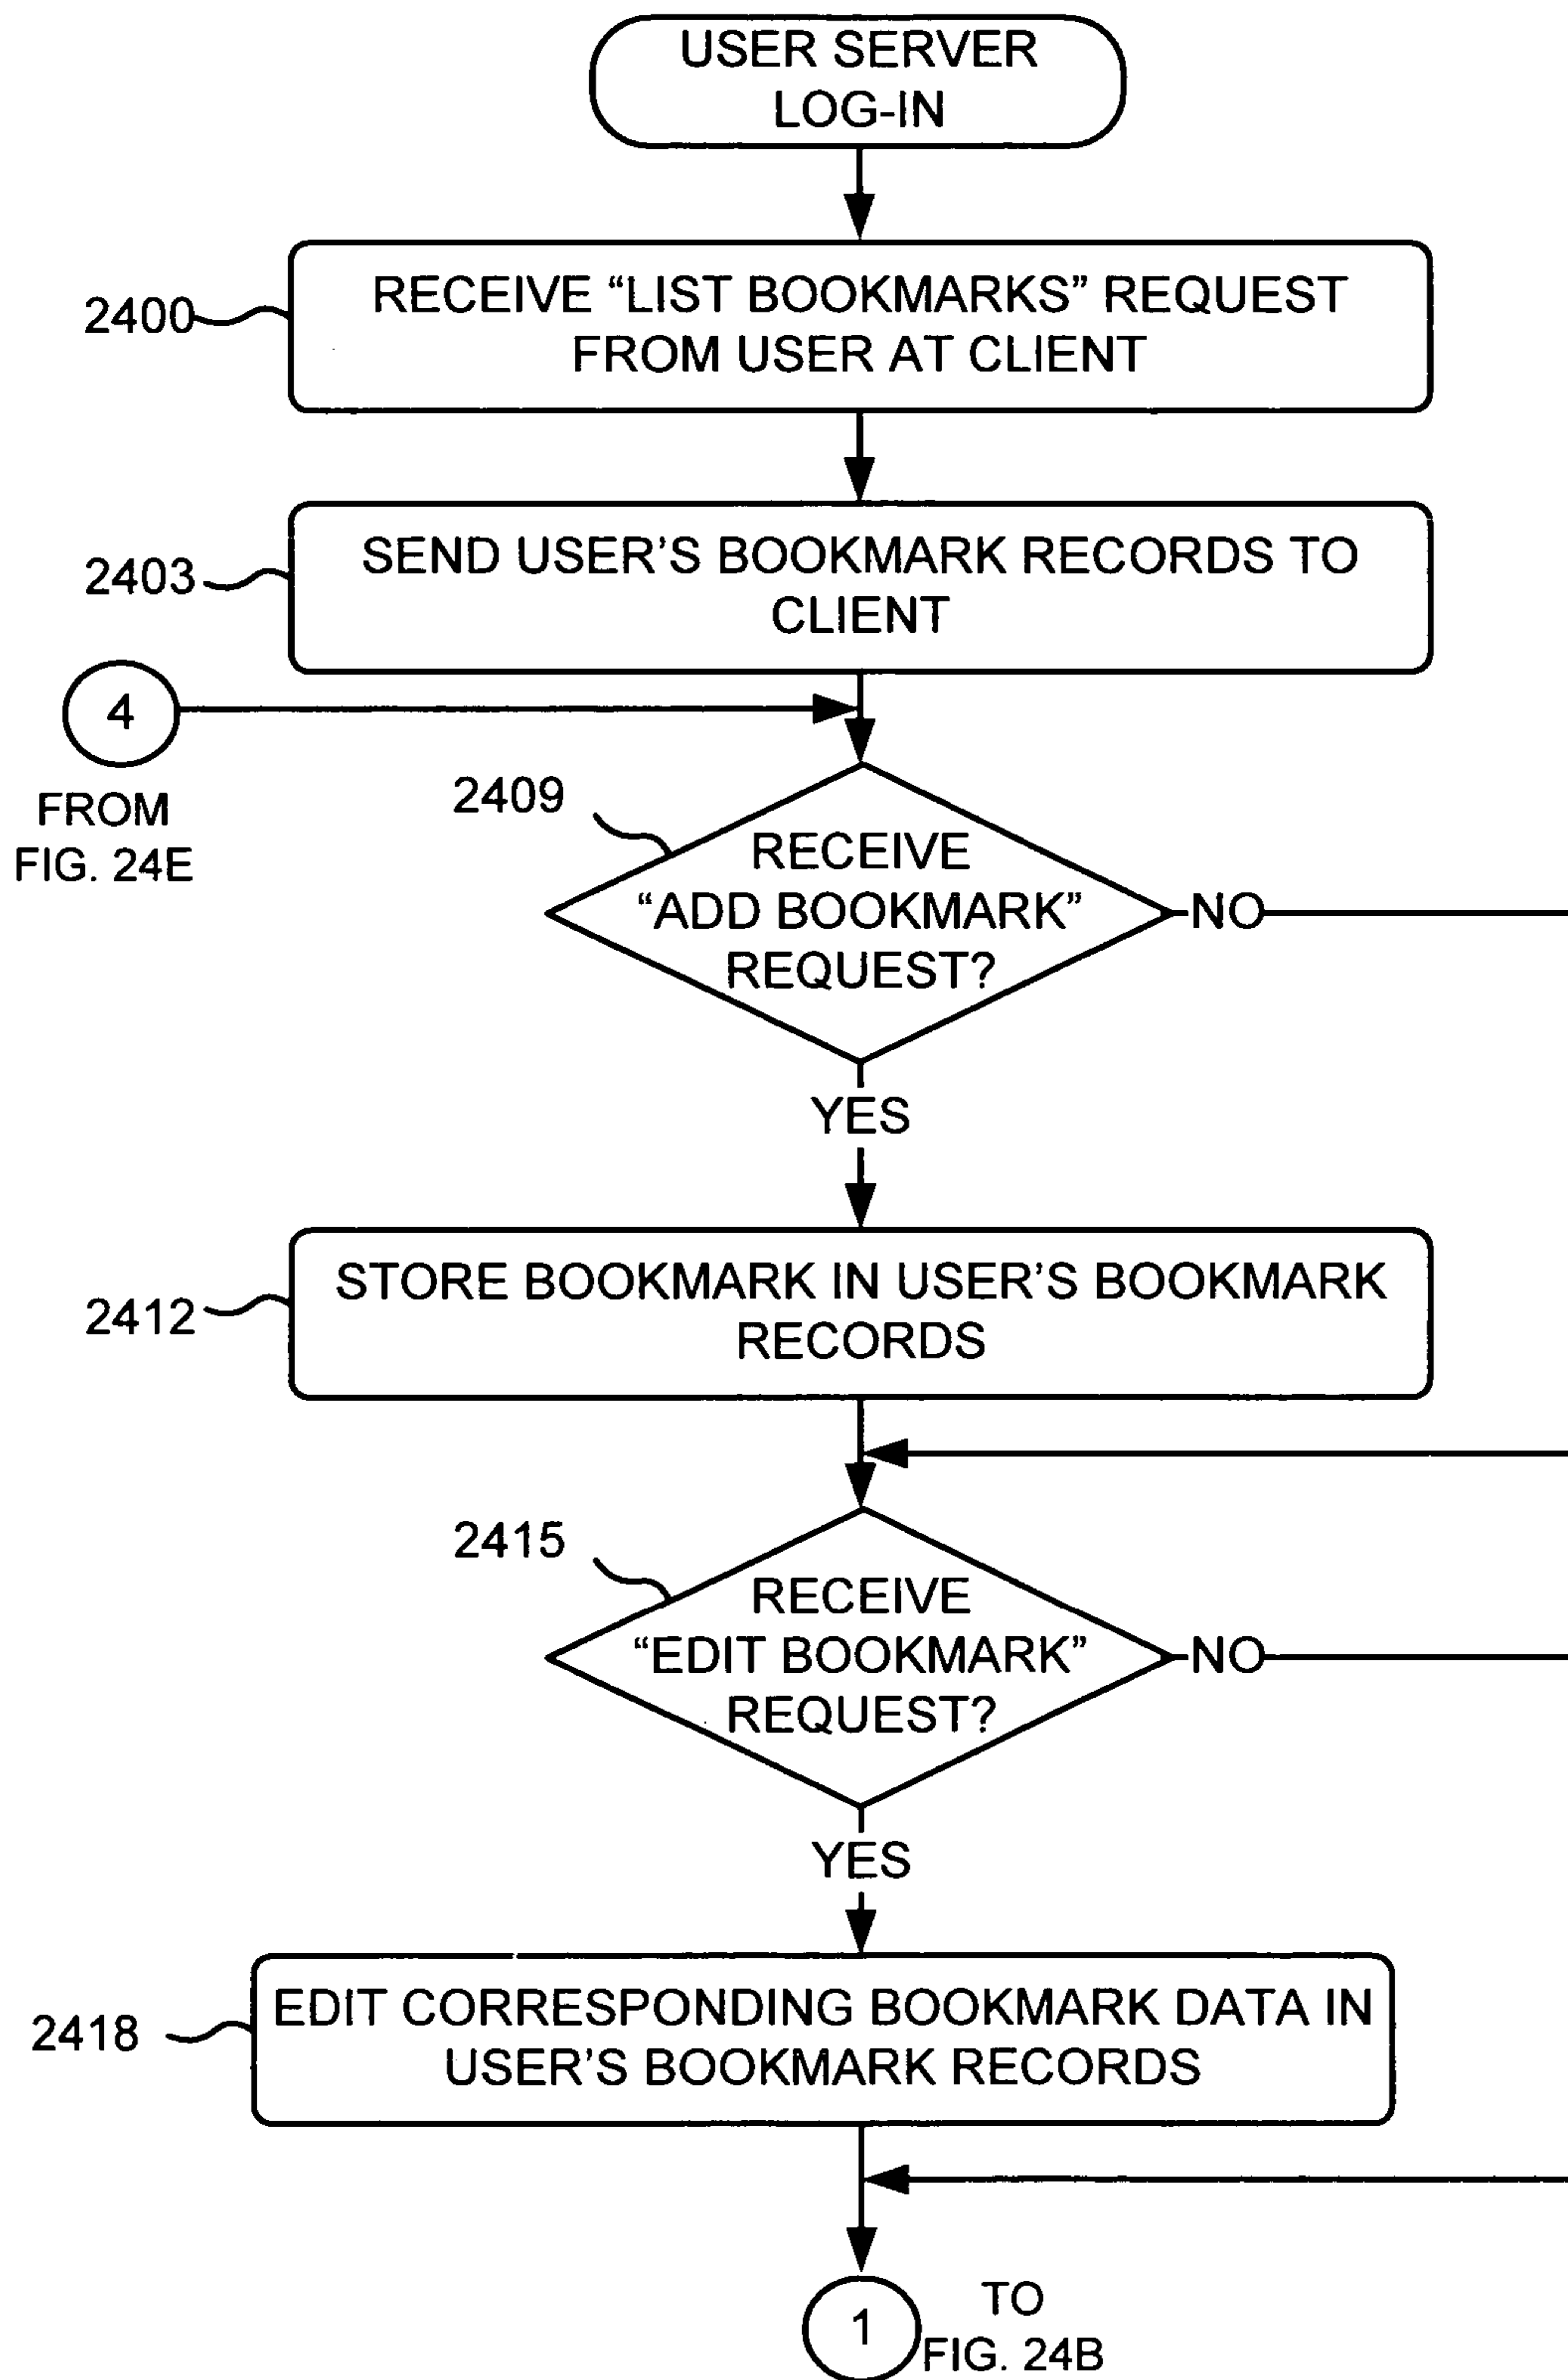 USER SERVER
LOG-IN
2400
RECEIVE “LIST BOOKMARKS” REQUEST
FROM USER AT CLIENT
2403
SEND USER’S BOOKMARK RECORDS TO
CLIENT
4
FROM
FIG. 24E
2409
RECEIVE
“ADD BOOKMARK”
REQUEST?
NO
YES
2412
STORE BOOKMARK IN USER’S BOOKMARK
RECORDS
2415
RECEIVE
“EDIT BOOKMARK”
REQUEST?
NO
YES
2418
EDIT CORRESPONDING BOOKMARK DATA IN
USER’S BOOKMARK RECORDS
1
TO
FIG. 24B